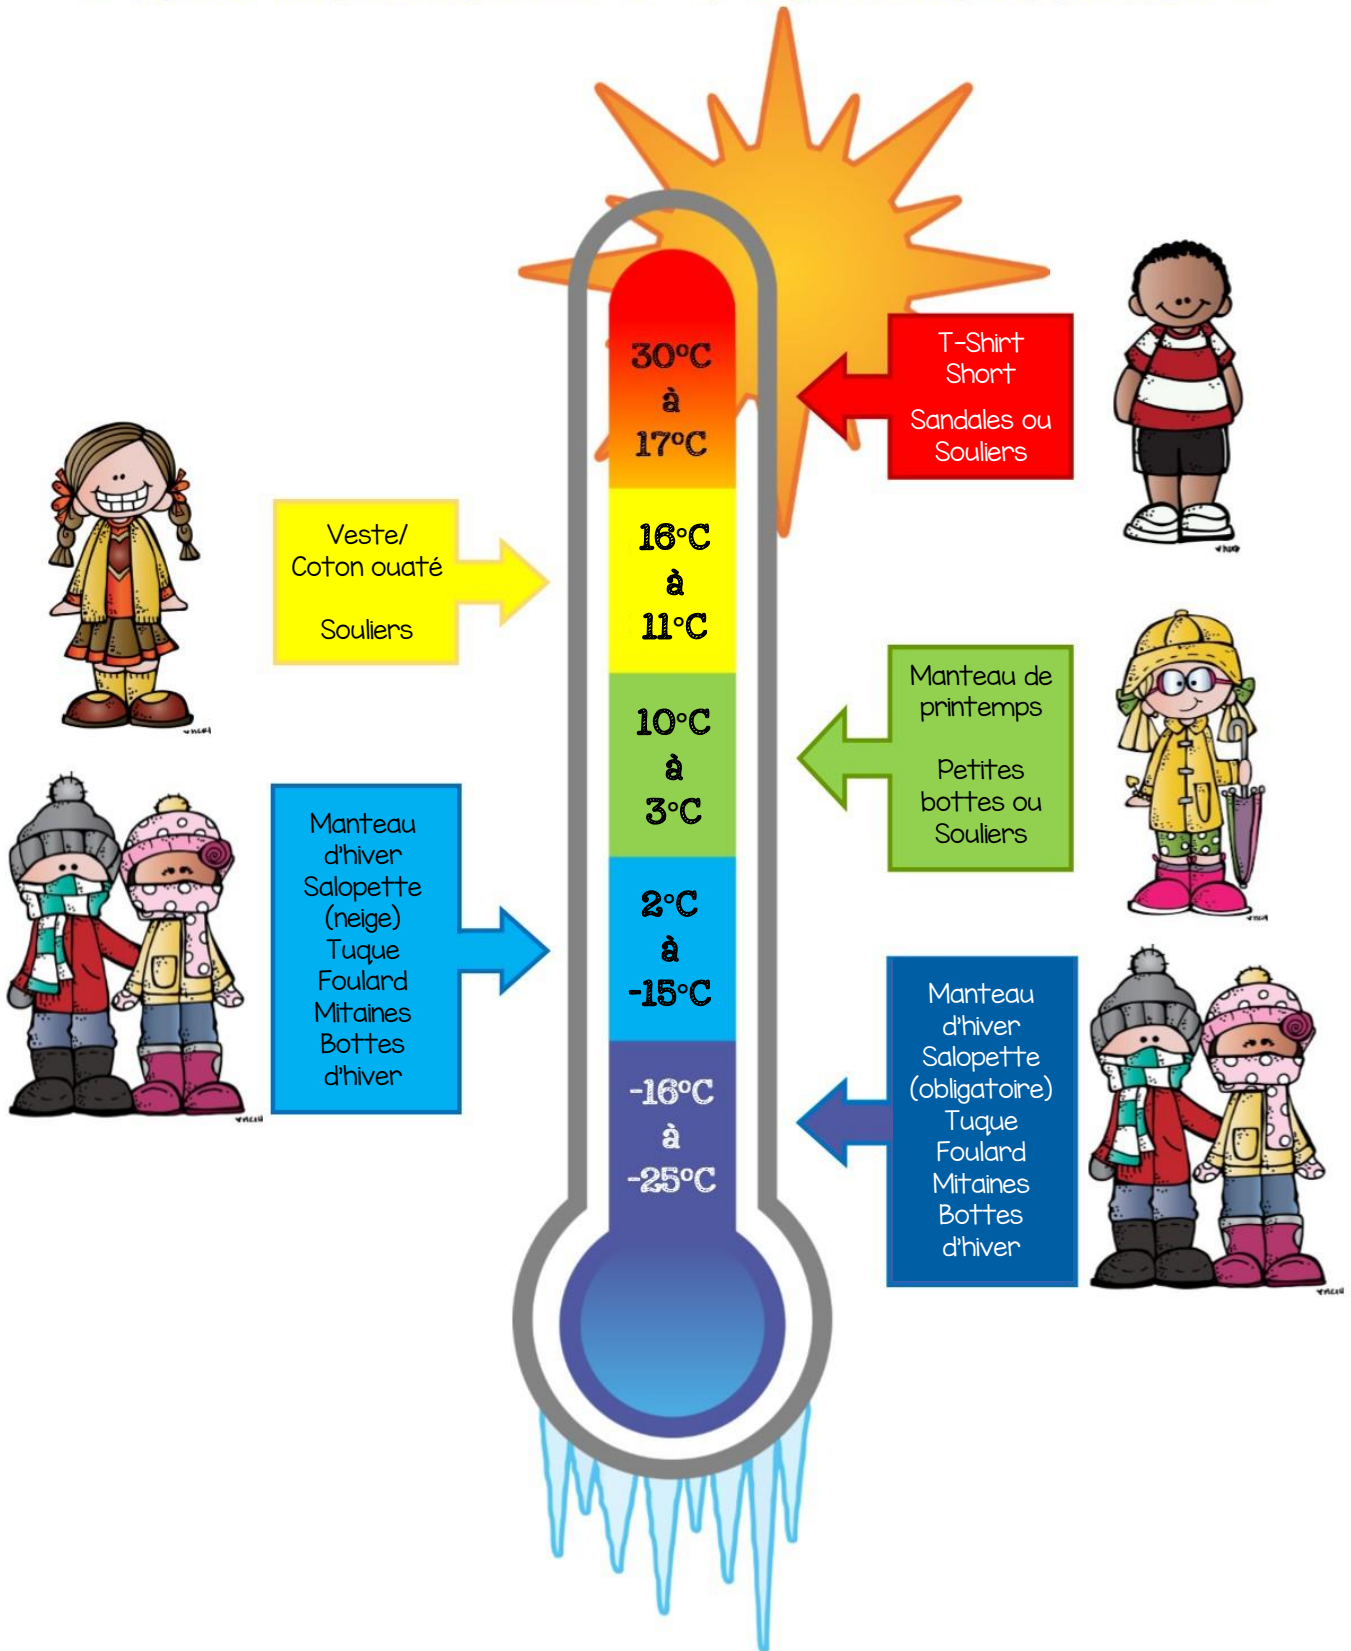 30°C
à
17°C
T-Shirt
Short
Sandales ou
Souliers
Veste/
Coton ouaté
Souliers
16°C
à
11°C
10°C
à
3°C
Manteau de
printemps
Petites
bottes ou
Souliers
Manteau
d'hiver
Salopette
(neige)
Tuque
Foulard
Mitaines
Bottes
d'hiver
2°C
à
-15°C
-16°C
à
-25°C
Manteau
d'hiver
Salopette
(obligatoire)
Tuque
Foulard
Mitaines
Bottes
d'hiver